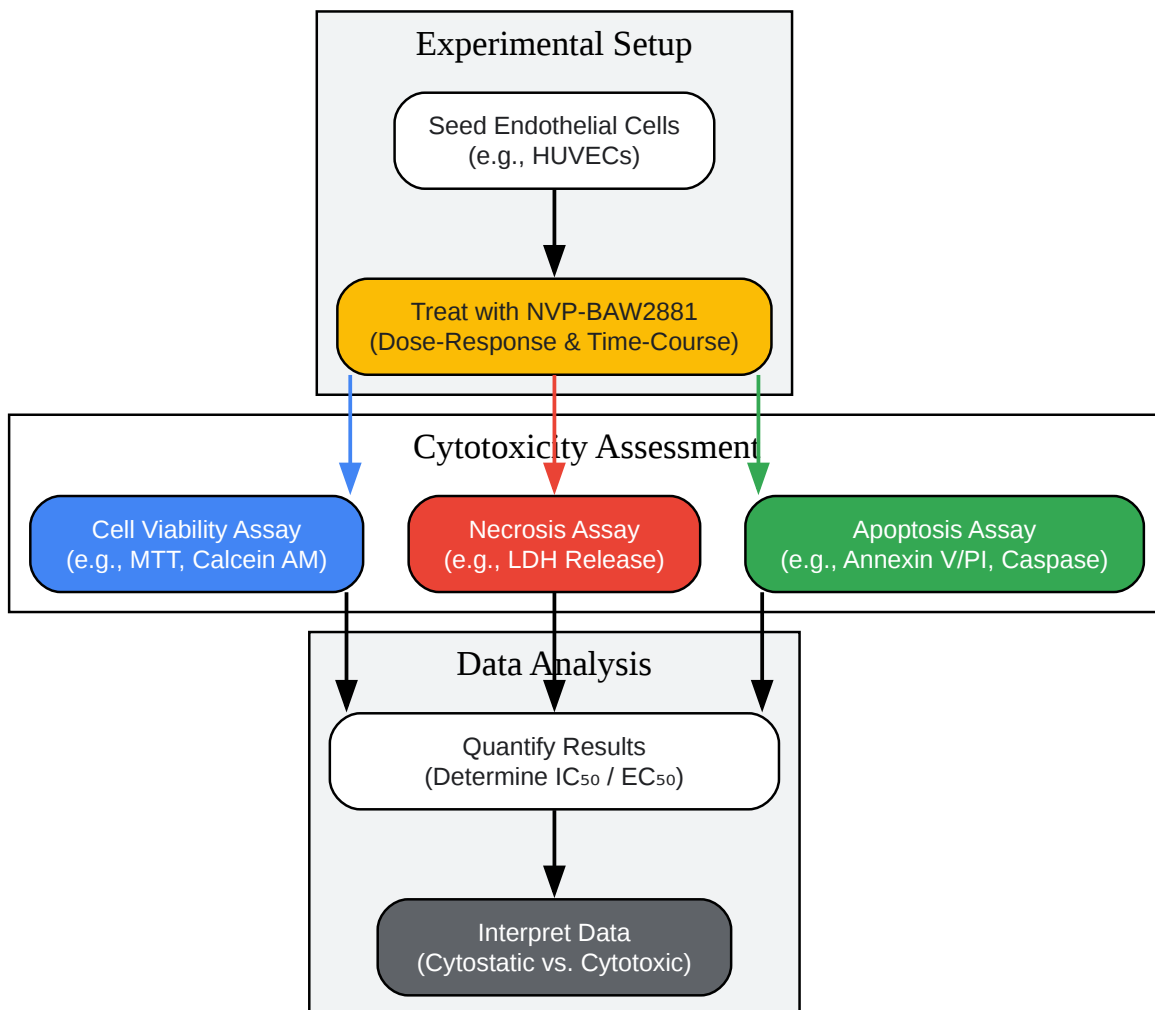 Experimental Setup
Seed Endothelial Cells
(e.g., HUVECs)
Treat with NVP-BAW2881
(Dose-Response & Time-Course)
Cytotoxicity Assessment
Cell Viability Assay
(e.g., MTT, Calcein AM)
Necrosis Assay
(e.g., LDH Release)
Apoptosis Assay
(e.g., Annexin V/PI, Caspase)
Data Analysis
Quantify Results
(Determine IC₅₀ / EC₅₀)
Interpret Data
(Cytostatic vs. Cytotoxic)